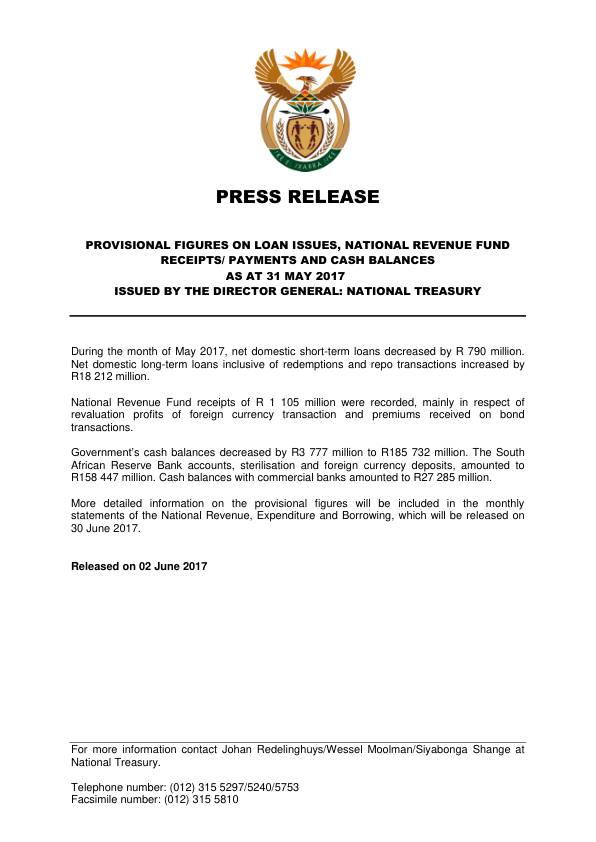 !KE E: /XARRA //KE
PRESS RELEASE
PROVISIONAL FIGURES ON LOAN ISSUES, NATIONAL REVENUE FUND
RECEIPTS/ PAYMENTS AND CASH BALANCES
AS AT 31 MAY 2017
ISSUED BY THE DIRECTOR GENERAL: NATIONAL TREASURY
During the month of May 2017, net domestic short-term loans decreased by R 790 million.
Net domestic long-term loans inclusive of redemptions and repo transactions increased by
R18 212 million.
National Revenue Fund receipts of R 1 105 million were recorded, mainly in respect of
revaluation profits of foreign currency transaction and premiums received on bond
transactions.
Government's cash balances decreased by R3 777 million to R185 732 million. The South
African Reserve Bank accounts, sterilisation and foreign currency deposits, amounted to
R158 447 million. Cash balances with commercial banks amounted to R27 285 million.
More detailed information on the provisional figures will be included in the monthly
statements of the National Revenue, Expenditure and Borrowing, which will be released on
30 June 2017.
Released on 02 June 2017
For more information contact Johan Redelinghuys/Wessel Moolman/Siyabonga Shange at
National Treasury.
Telephone number: (012) 315 5297/5240/5753
Facsimile number: (012) 315 5810